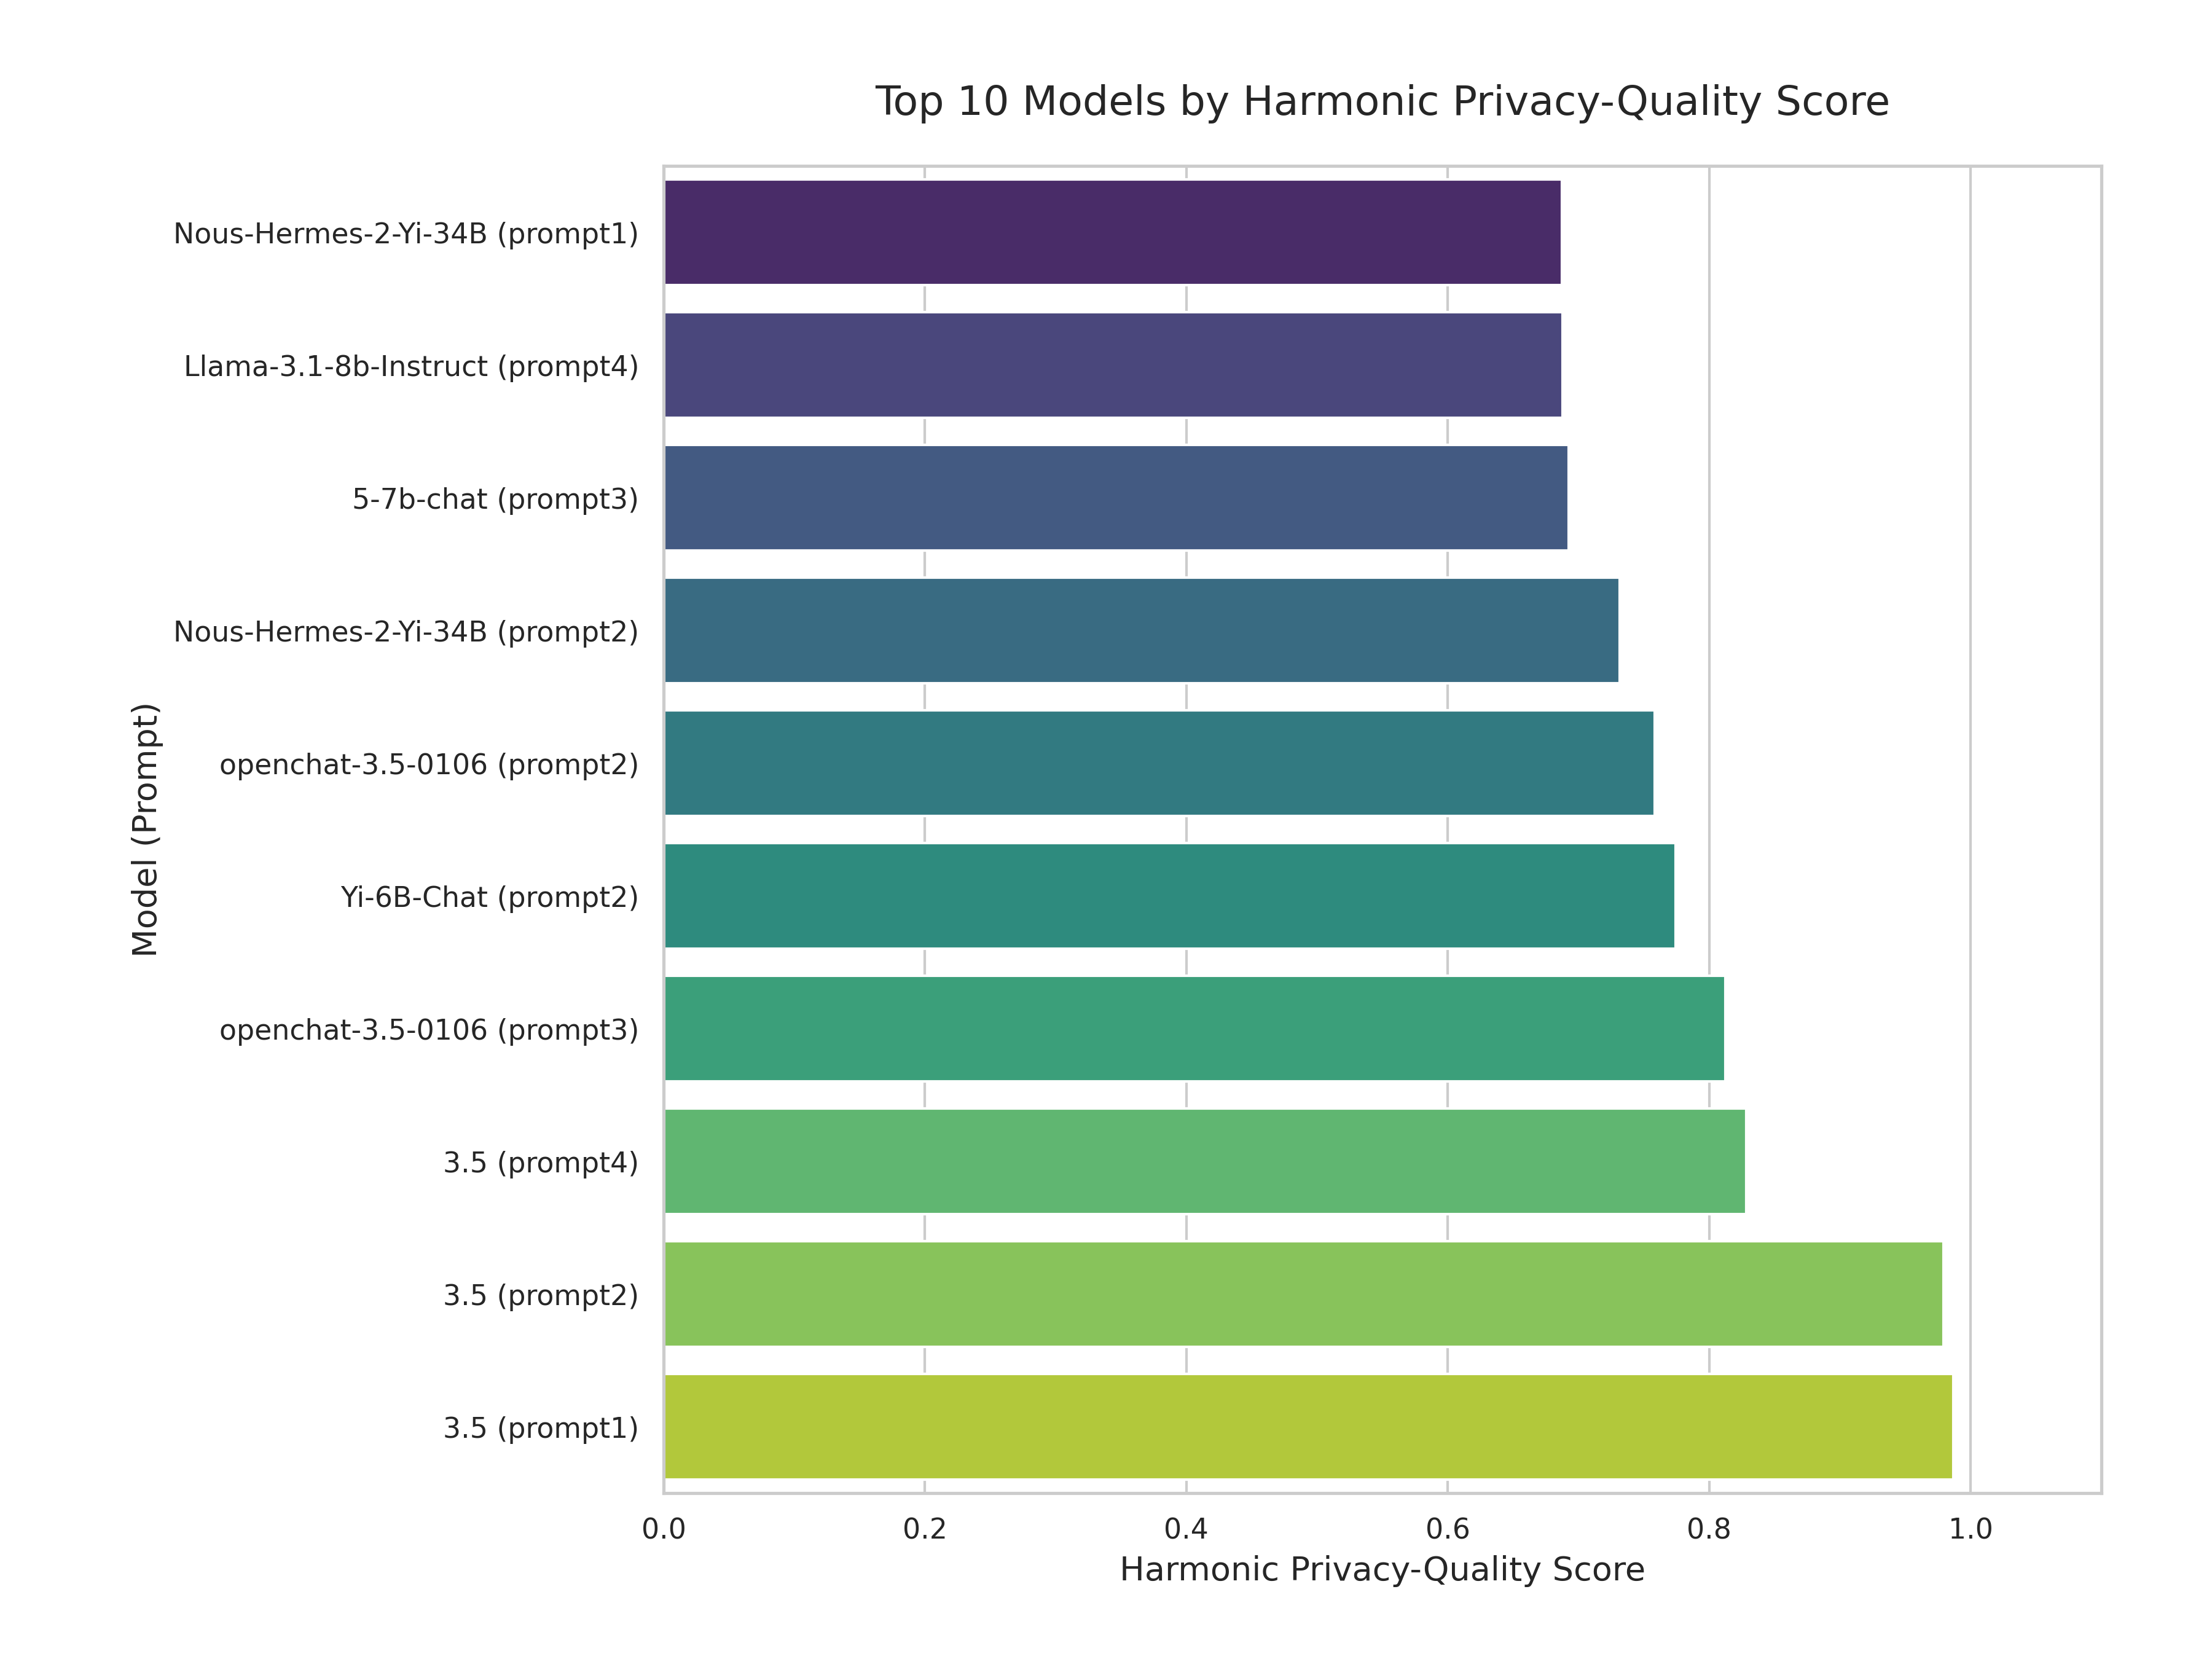 Top 10 Models by Harmonic Privacy-Quality Score
Model (Prompt)
Nous-Hermes-2-Yi-34B (prompt1)
Llama-3.1-8b-Instruct (prompt4)
5-7b-chat (prompt3)
Nous-Hermes-2-Yi-34B (prompt2)
openchat-3.5-0106 (prompt2)
Yi-6B-Chat (prompt2)
openchat-3.5-0106 (prompt3)
3.5 (prompt4)
3.5 (prompt2)
3.5 (prompt1)
0.0 0.2 0.4 0.6 0.8 1.0
Harmonic Privacy-Quality Score